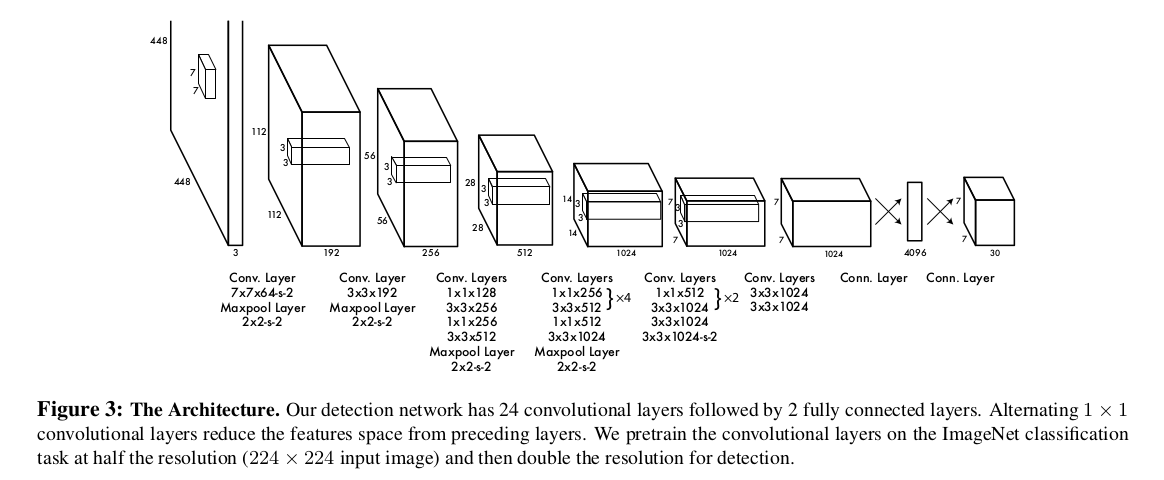 448
448
7
7
3
112
112
3
3
192
56
56
3
3
256
28
28
3
3
512
14
14
3
3
1024
7
7
3
3
1024
7
7
1024
4096
7
7
30
Conv. Layer
7x7x64-s-2
Maxpool Layer
2x2-s-2
Conv. Layer
3x3x192
Maxpool Layer
2x2-s-2
Conv. Layers
1x1x128
3x3x256
1x1x256
3x3x512
Maxpool Layer
2x2-s-2
Conv. Layers
1x1x256
3x3x512
}×4
1x1x512
3x3x1024
Maxpool Layer
2x2-s-2
Conv. Layers
1x1x512
3x3x1024
}×2
3x3x1024
3x3x1024-s-2
Conv. Layers
3x3x1024
3x3x1024
Conn. Layer
Conn. Layer
Figure 3: The Architecture. Our detection network has 24 convolutional layers followed by 2 fully connected layers. Alternating 1 × 1
convolutional layers reduce the features space from preceding layers. We pretrain the convolutional layers on the ImageNet classification
task at half the resolution (224 × 224 input image) and then double the resolution for detection.